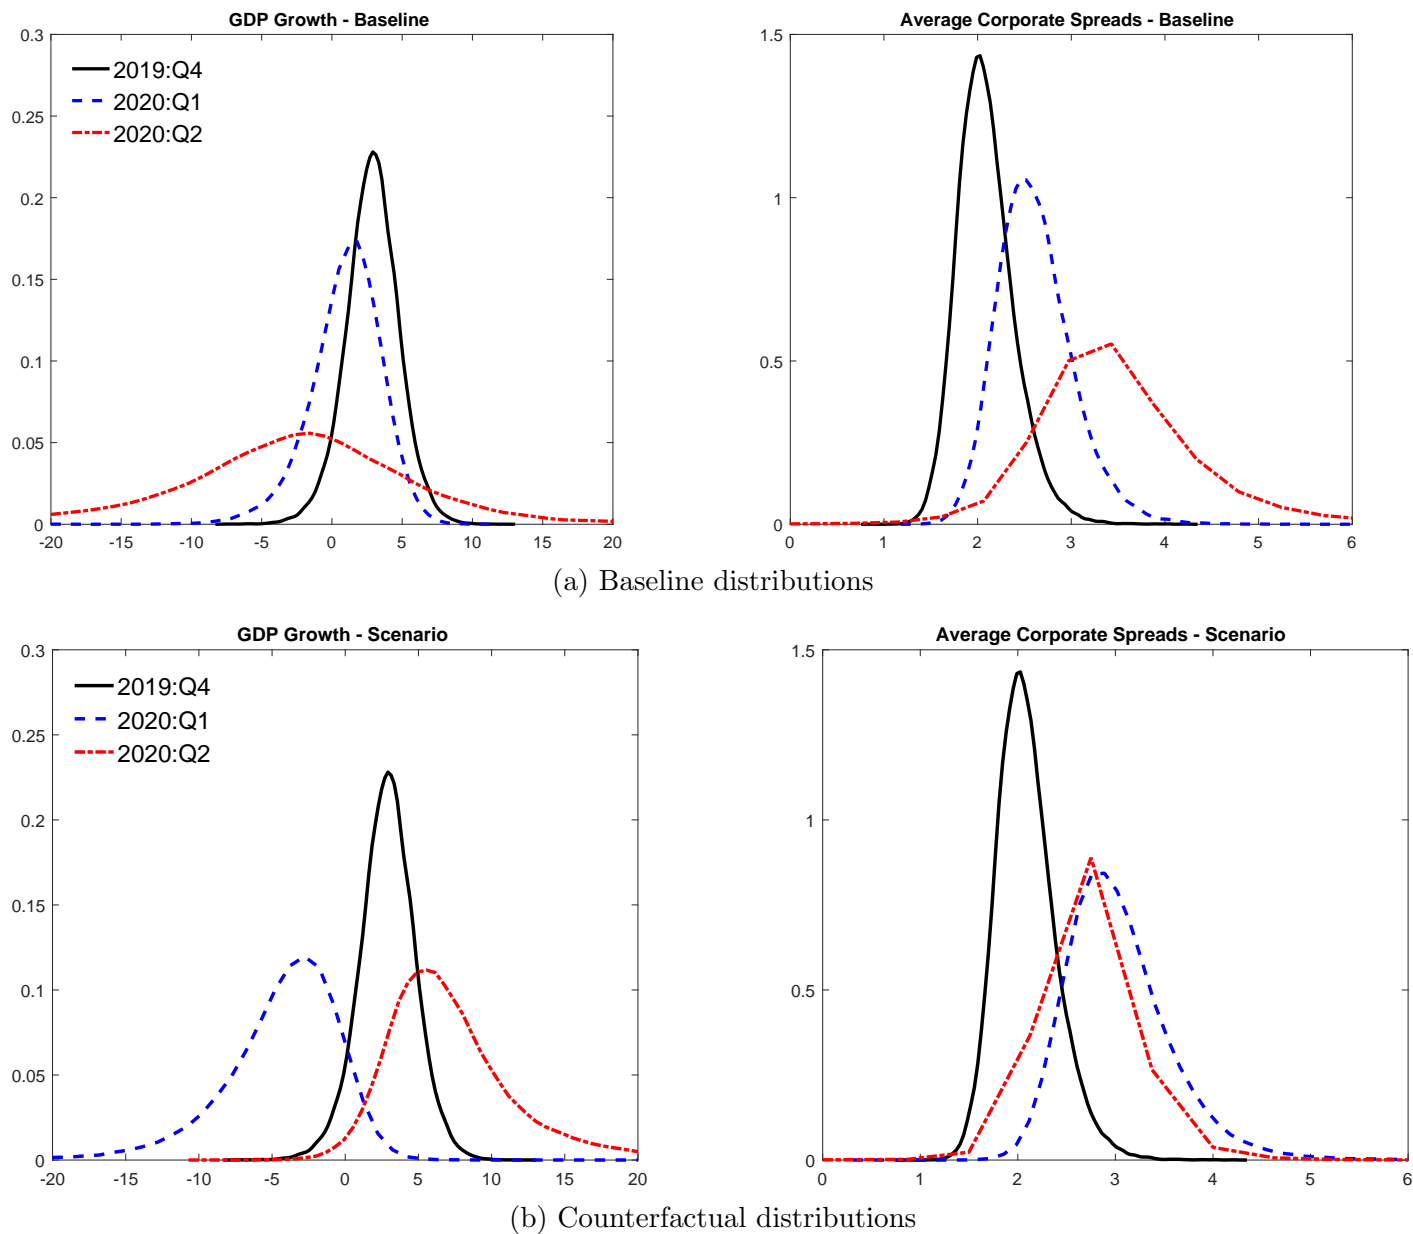 GDP Growth - Baseline
0.3
0.25
0.2
0.15
0.1
0.05
0
-20 -15 -10 -5 0 5 10 15 20
2019:Q4
2020:Q1
2020:Q2
Average Corporate Spreads - Baseline
1.5
1
0.5
0
0 1 2 3 4 5 6
(a) Baseline distributions
GDP Growth - Scenario
0.3
0.25
0.2
0.15
0.1
0.05
0
-20 -15 -10 -5 0 5 10 15 20
2019:Q4
2020:Q1
2020:Q2
Average Corporate Spreads - Scenario
1.5
1
0.5
0
0 1 2 3 4 5 6
(b) Counterfactual distributions